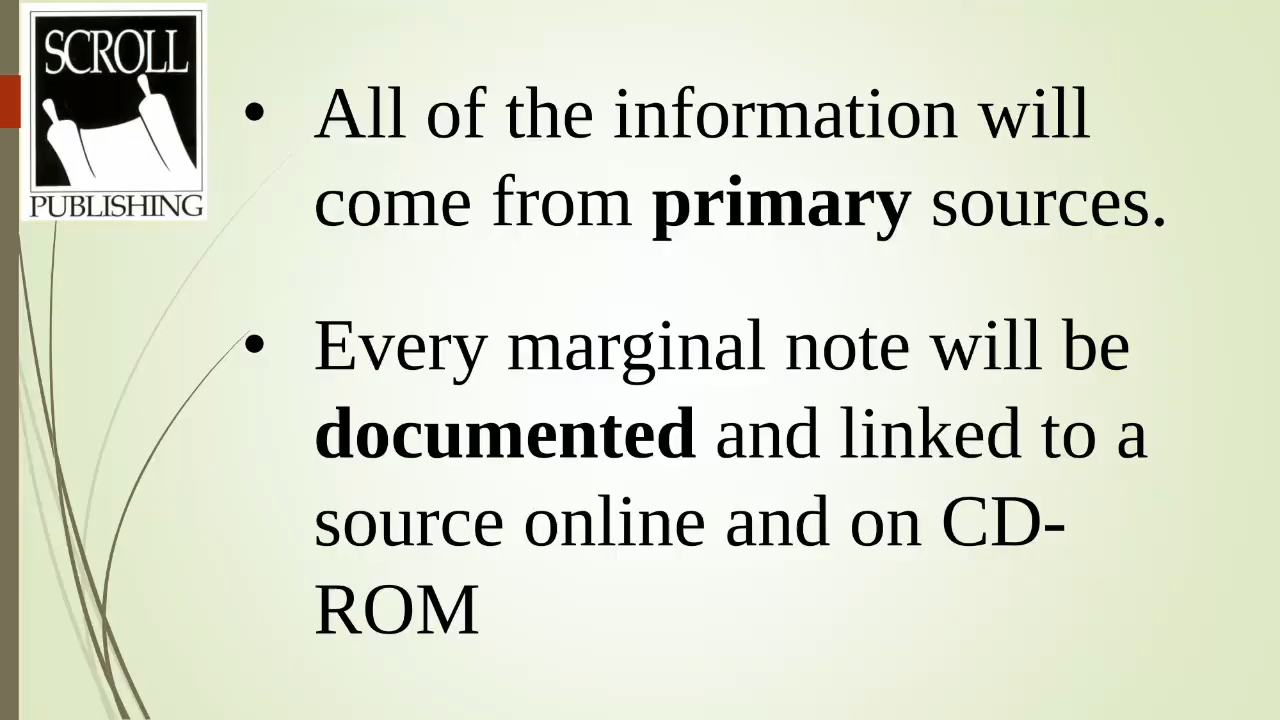 SCROLL
PUBLISHING
• All of the information will
come from primary sources.
• Every marginal note will be
documented and linked to a
source online and on CD-
ROM